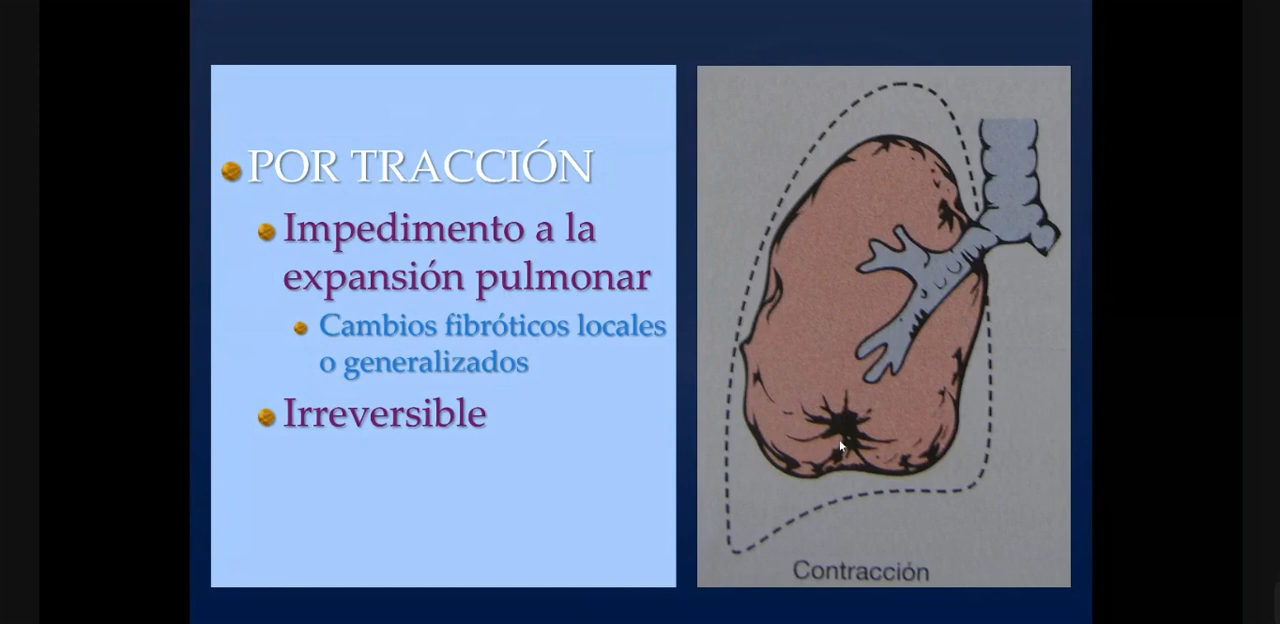 POR TRACCIÓN
Impedimento a la
expansión pulmonar
Cambios fibróticos locales
o generalizados
Irreversible
Contracción